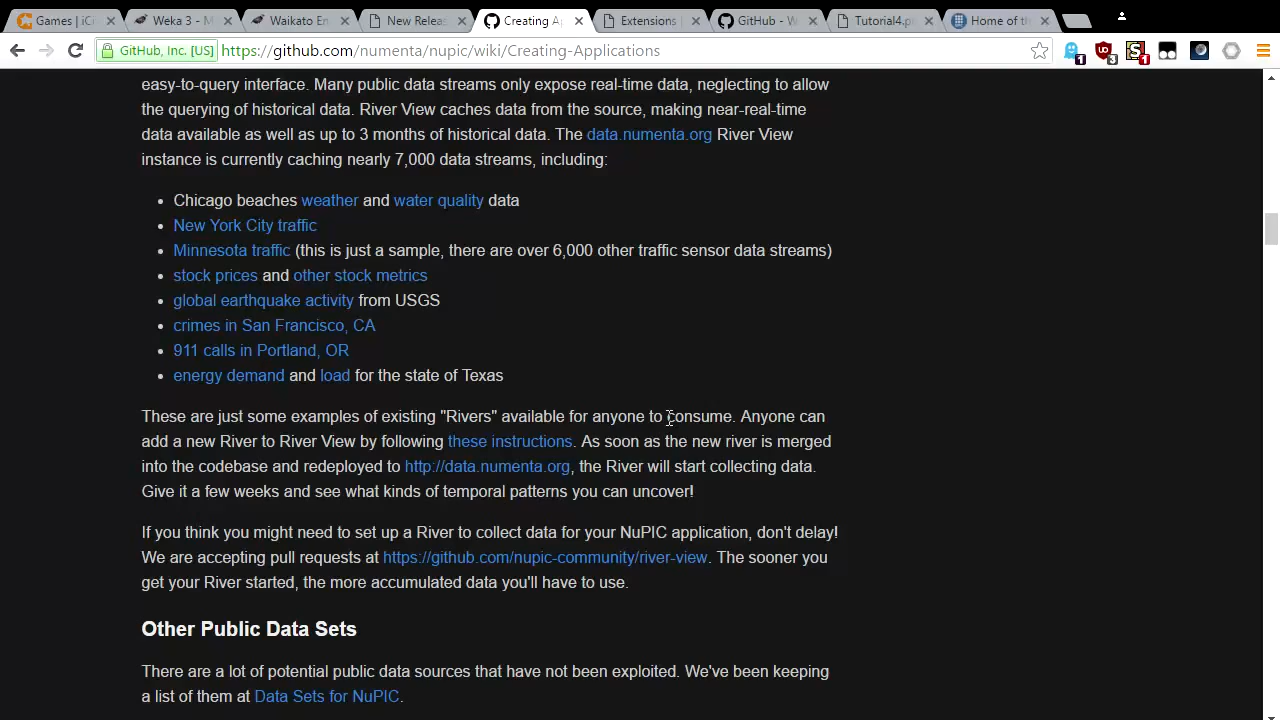 Games | iCi
Weka 3 - M
Waikato En
New Releas
Creating Ap
Extensions |
GitHub - W
Tutorial4.p
Home of th
GitHub, Inc. [US]
https://github.com/numenta/nupic/wiki/Creating-Applications
1
3
1
easy-to-query interface. Many public data streams only expose real-time data, neglecting to allow
the querying of historical data. River View caches data from the source, making near-real-time
data available as well as up to 3 months of historical data. The data.numenta.org River View
instance is currently caching nearly 7,000 data streams, including:
• Chicago beaches weather and water quality data
• New York City traffic
• Minnesota traffic (this is just a sample, there are over 6,000 other traffic sensor data streams)
• stock prices and other stock metrics
• global earthquake activity from USGS
• crimes in San Francisco, CA
• 911 calls in Portland, OR
• energy demand and load for the state of Texas
These are just some examples of existing "Rivers" available for anyone to consume. Anyone can
add a new River to River View by following these instructions. As soon as the new river is merged
into the codebase and redeployed to http://data.numenta.org, the River will start collecting data.
Give it a few weeks and see what kinds of temporal patterns you can uncover!
If you think you might need to set up a River to collect data for your NuPIC application, don't delay!
We are accepting pull requests at https://github.com/nupic-community/river-view. The sooner you
get your River started, the more accumulated data you'll have to use.
Other Public Data Sets
There are a lot of potential public data sources that have not been exploited. We've been keeping
a list of them at Data Sets for NuPIC.